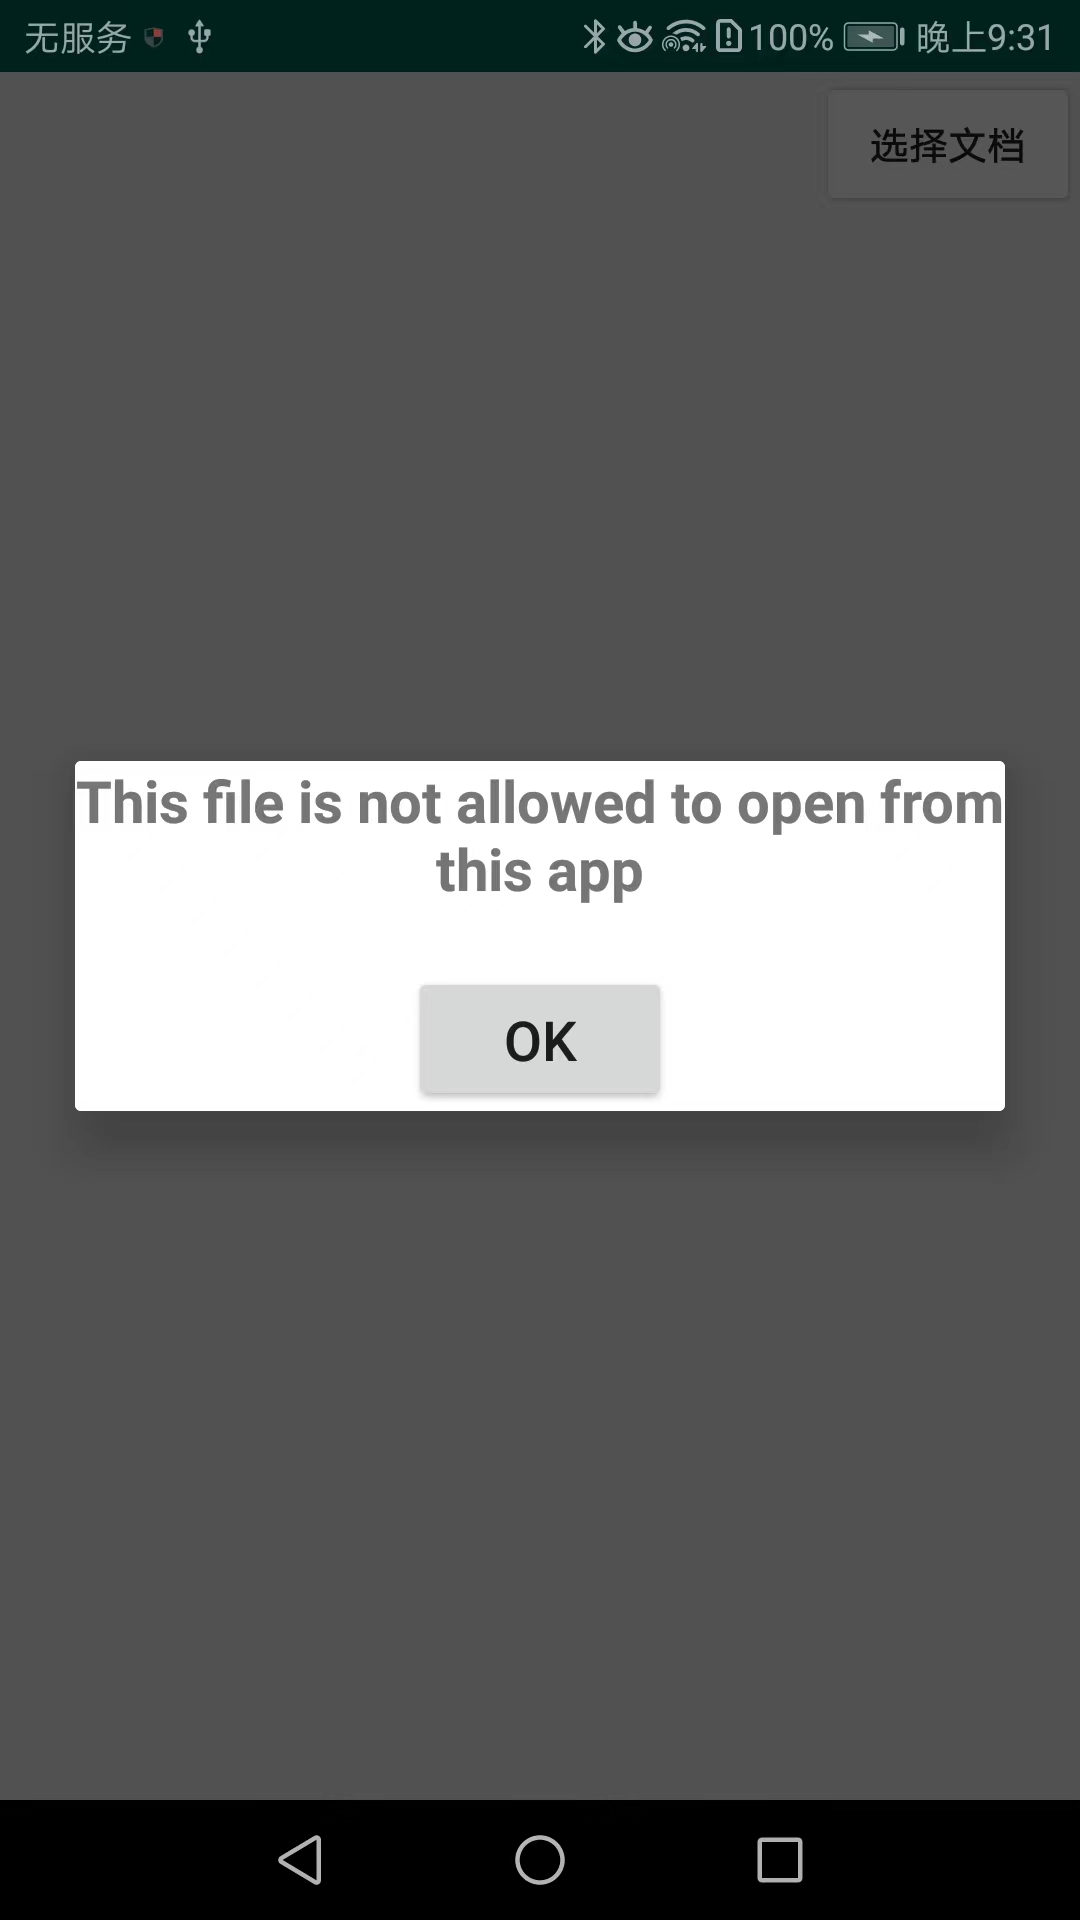 无服务 100% 晚上9:31
选择文档
This file is not allowed to open from
this app
OK